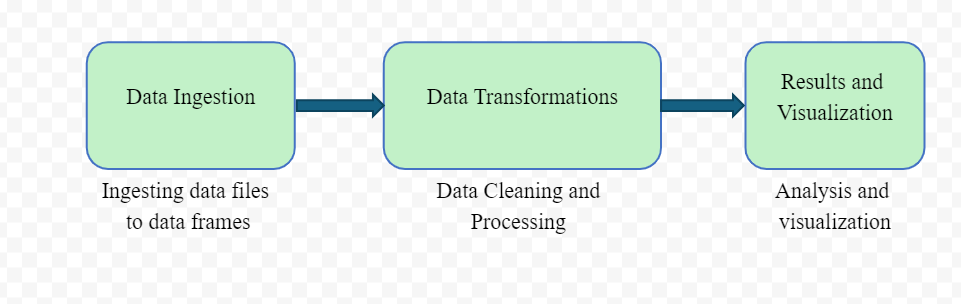 Data Ingestion
Data Transformations
Results and
Visualization
Ingesting data files
to data frames
Data Cleaning and
Processing
Analysis and
visualization